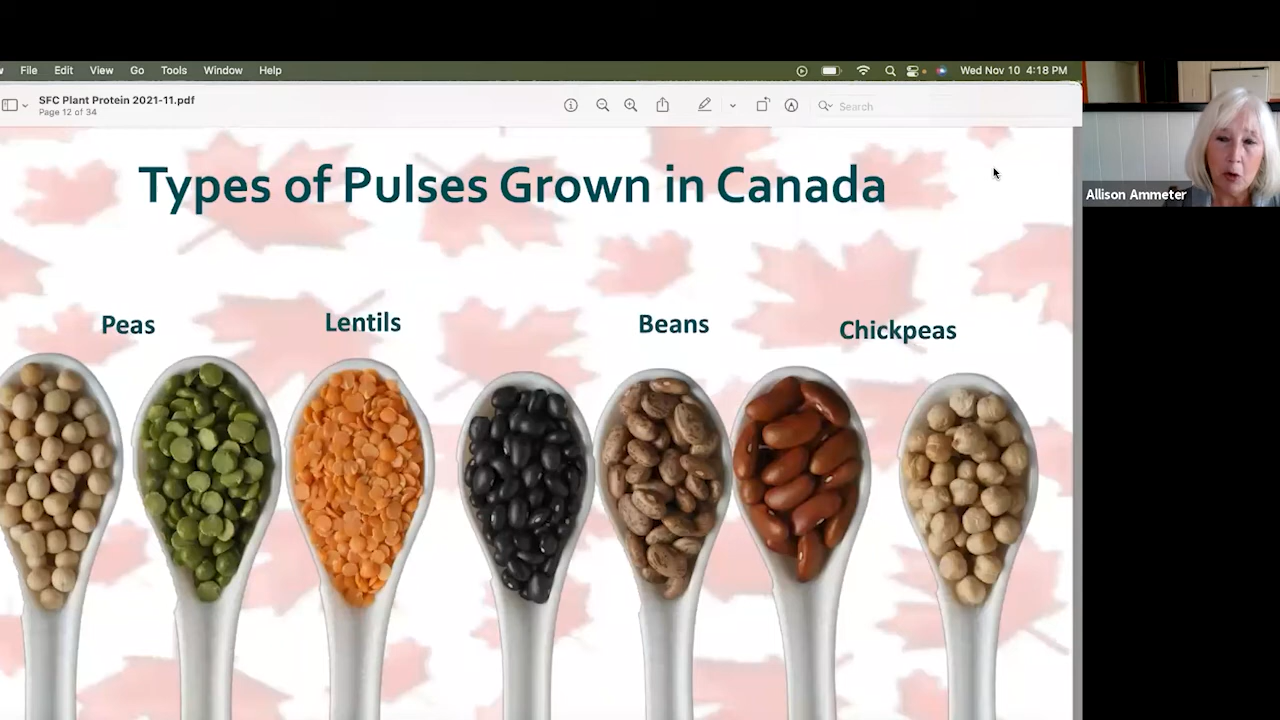 File Edit View Go Tools Window Help Wed Nov 10 4:18 PM
SFC Plant Protein 2021-11.pdf
Page 12 of 34
Search
Allison Ammeter
Types of Pulses Grown in Canada
Peas Lentils Beans Chickpeas